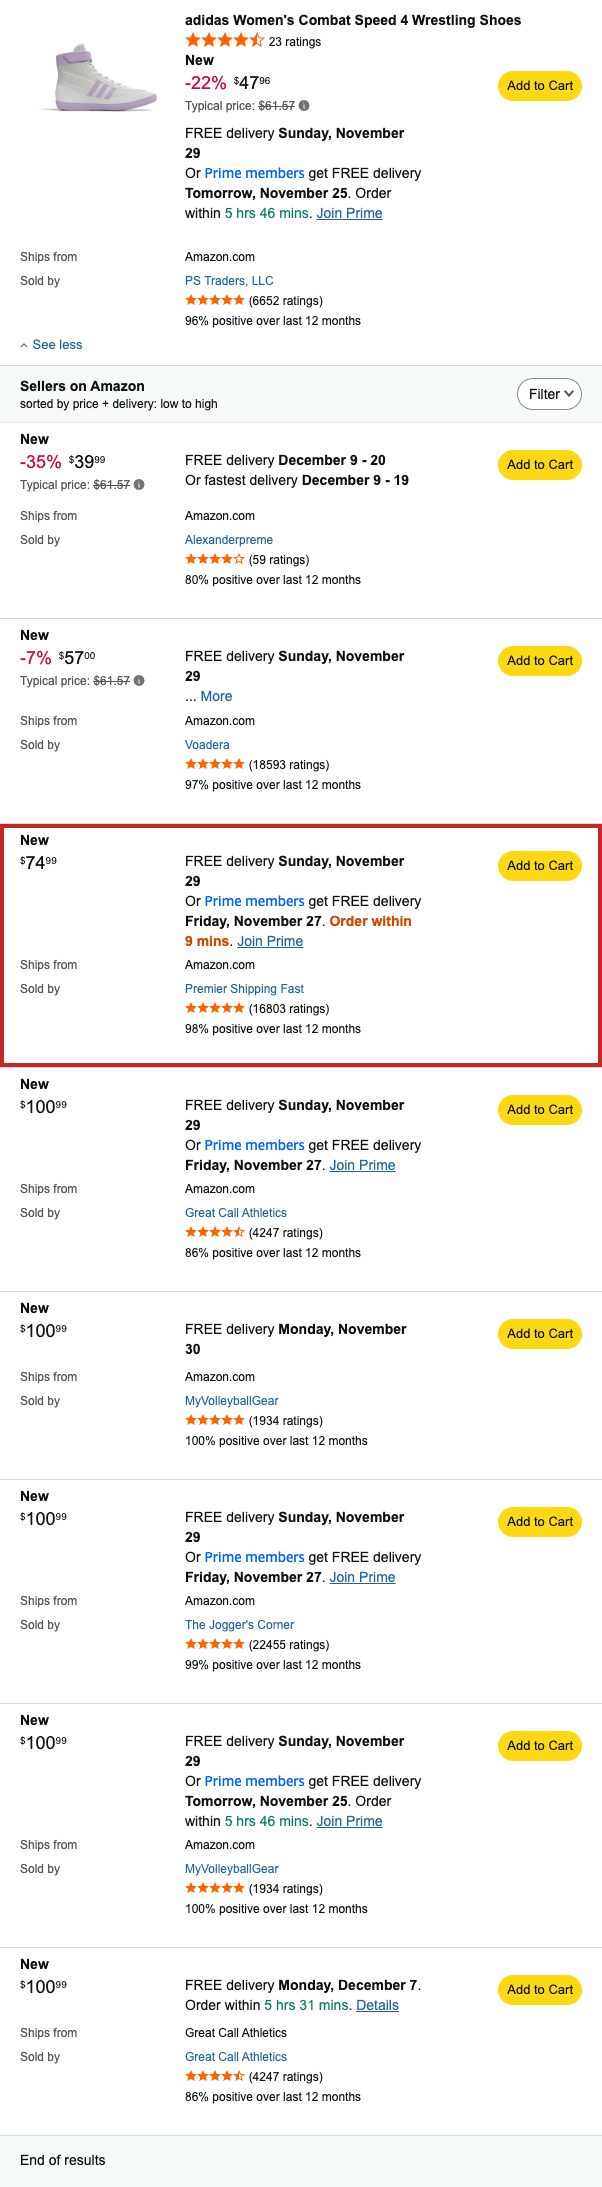 adidas Women's Combat Speed 4 Wrestling Shoes
23 ratings
New
-22% $4796
Typical price: $61.57
Add to Cart
FREE delivery Sunday, November
29
Or Prime members get FREE delivery
Tomorrow, November 25. Order
within 5 hrs 46 mins. Join Prime
Ships from Amazon.com
Sold by PS Traders, LLC
(6652 ratings)
96% positive over last 12 months
See less
Sellers on Amazon
sorted by price + delivery: low to high
Filter
New
-35% $3999
Typical price: $61.57
FREE delivery December 9 - 20
Or fastest delivery December 9 - 19
Add to Cart
Ships from Amazon.com
Sold by Alexanderpreme
(59 ratings)
80% positive over last 12 months
New
-7% $5700
Typical price: $61.57
FREE delivery Sunday, November
29
... More
Add to Cart
Ships from Amazon.com
Sold by Voadera
(18593 ratings)
97% positive over last 12 months
New
$7499
FREE delivery Sunday, November
29
Or Prime members get FREE delivery
Friday, November 27. Order within
9 mins. Join Prime
Add to Cart
Ships from Amazon.com
Sold by Premier Shipping Fast
(16803 ratings)
98% positive over last 12 months
New
$10099
FREE delivery Sunday, November
29
Or Prime members get FREE delivery
Friday, November 27. Join Prime
Add to Cart
Ships from Amazon.com
Sold by Great Call Athletics
(4247 ratings)
86% positive over last 12 months
New
$10099
FREE delivery Monday, November
30
Add to Cart
Ships from Amazon.com
Sold by MyVolleyballGear
(1934 ratings)
100% positive over last 12 months
New
$10099
FREE delivery Sunday, November
29
Or Prime members get FREE delivery
Friday, November 27. Join Prime
Add to Cart
Ships from Amazon.com
Sold by The Jogger's Corner
(22455 ratings)
99% positive over last 12 months
New
$10099
FREE delivery Sunday, November
29
Or Prime members get FREE delivery
Tomorrow, November 25. Order
within 5 hrs 46 mins. Join Prime
Add to Cart
Ships from Amazon.com
Sold by MyVolleyballGear
(1934 ratings)
100% positive over last 12 months
New
$10099
FREE delivery Monday, December 7.
Order within 5 hrs 31 mins. Details
Add to Cart
Ships from Great Call Athletics
Sold by Great Call Athletics
(4247 ratings)
86% positive over last 12 months
End of results